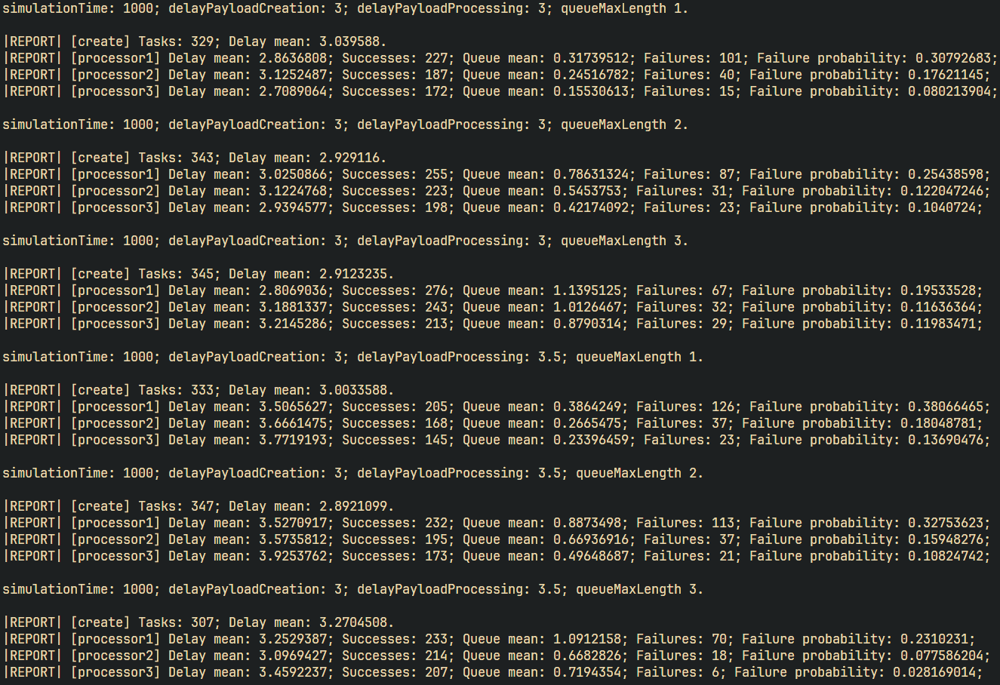 simulationTime: 1000; delayPayloadCreation: 3; delayPayloadProcessing: 3; queueMaxLength 1.
|REPORT| [create] Tasks: 329; Delay mean: 3.039588.
|REPORT| [processor1] Delay mean: 2.8636808; Successes: 227; Queue mean: 0.31739512; Failures: 101; Failure probability: 0.30792683;
|REPORT| [processor2] Delay mean: 3.1252487; Successes: 187; Queue mean: 0.24516782; Failures: 40; Failure probability: 0.17621145;
|REPORT| [processor3] Delay mean: 2.7089064; Successes: 172; Queue mean: 0.15530613; Failures: 15; Failure probability: 0.080213904;
simulationTime: 1000; delayPayloadCreation: 3; delayPayloadProcessing: 3; queueMaxLength 2.
|REPORT| [create] Tasks: 343; Delay mean: 2.929116.
|REPORT| [processor1] Delay mean: 3.0250866; Successes: 255; Queue mean: 0.78631324; Failures: 87; Failure probability: 0.25438598;
|REPORT| [processor2] Delay mean: 3.1224768; Successes: 223; Queue mean: 0.5453753; Failures: 31; Failure probability: 0.122047246;
|REPORT| [processor3] Delay mean: 2.9394577; Successes: 198; Queue mean: 0.42174092; Failures: 23; Failure probability: 0.1040724;
simulationTime: 1000; delayPayloadCreation: 3; delayPayloadProcessing: 3; queueMaxLength 3.
|REPORT| [create] Tasks: 345; Delay mean: 2.9123235.
|REPORT| [processor1] Delay mean: 2.8069036; Successes: 276; Queue mean: 1.1395125; Failures: 67; Failure probability: 0.19533528;
|REPORT| [processor2] Delay mean: 3.1881337; Successes: 243; Queue mean: 1.0126467; Failures: 32; Failure probability: 0.11636364;
|REPORT| [processor3] Delay mean: 3.2145286; Successes: 213; Queue mean: 0.8790314; Failures: 29; Failure probability: 0.11983471;
simulationTime: 1000; delayPayloadCreation: 3; delayPayloadProcessing: 3.5; queueMaxLength 1.
|REPORT| [create] Tasks: 333; Delay mean: 3.0033588.
|REPORT| [processor1] Delay mean: 3.5065627; Successes: 205; Queue mean: 0.3864249; Failures: 126; Failure probability: 0.38066465;
|REPORT| [processor2] Delay mean: 3.6661475; Successes: 168; Queue mean: 0.2665475; Failures: 37; Failure probability: 0.18048781;
|REPORT| [processor3] Delay mean: 3.7719193; Successes: 145; Queue mean: 0.23396459; Failures: 23; Failure probability: 0.13690476;
simulationTime: 1000; delayPayloadCreation: 3; delayPayloadProcessing: 3.5; queueMaxLength 2.
|REPORT| [create] Tasks: 347; Delay mean: 2.8921099.
|REPORT| [processor1] Delay mean: 3.5270917; Successes: 232; Queue mean: 0.8873498; Failures: 113; Failure probability: 0.32753623;
|REPORT| [processor2] Delay mean: 3.5735812; Successes: 195; Queue mean: 0.66936916; Failures: 37; Failure probability: 0.15948276;
|REPORT| [processor3] Delay mean: 3.9253762; Successes: 173; Queue mean: 0.49648687; Failures: 21; Failure probability: 0.10824742;
simulationTime: 1000; delayPayloadCreation: 3; delayPayloadProcessing: 3.5; queueMaxLength 3.
|REPORT| [create] Tasks: 307; Delay mean: 3.2704508.
|REPORT| [processor1] Delay mean: 3.2529387; Successes: 233; Queue mean: 1.0912158; Failures: 70; Failure probability: 0.2310231;
|REPORT| [processor2] Delay mean: 3.0969427; Successes: 214; Queue mean: 0.6682826; Failures: 18; Failure probability: 0.077586204;
|REPORT| [processor3] Delay mean: 3.4592237; Successes: 207; Queue mean: 0.7194354; Failures: 6; Failure probability: 0.028169014;